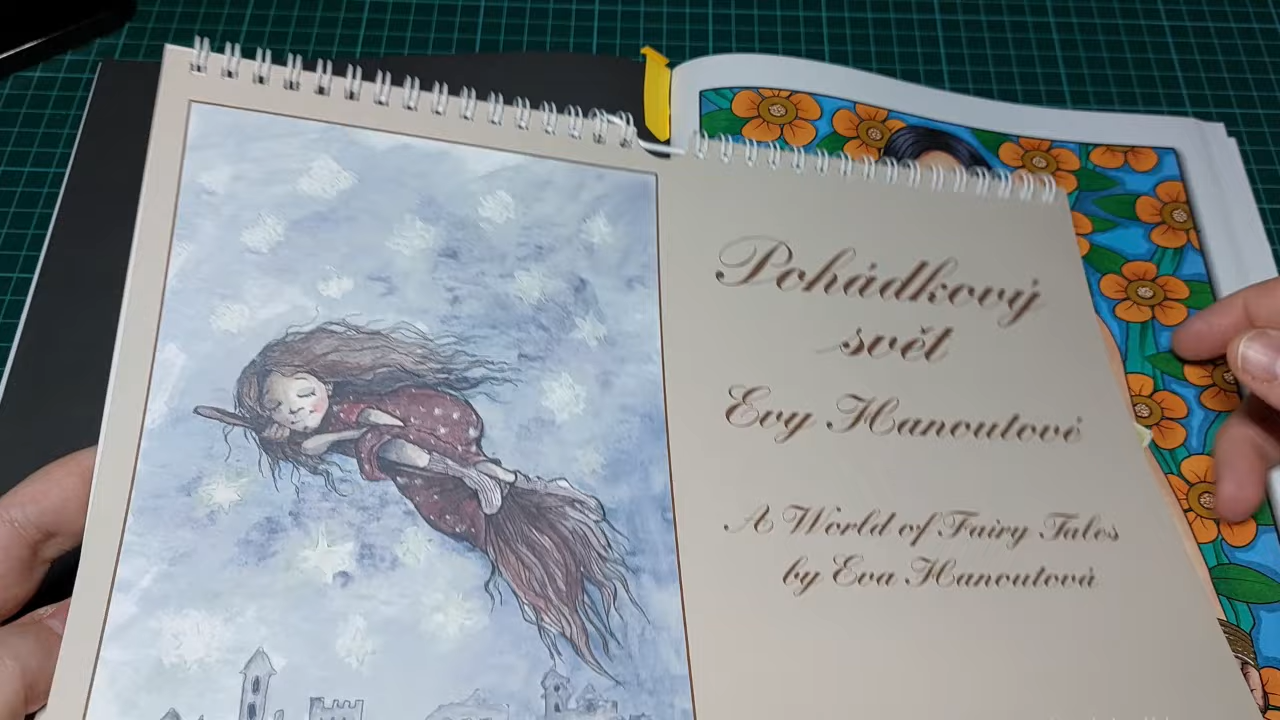 Pohádkový
svět
Evy Hanoutové
A World of Fairy Tales
by Eva Hanoutová